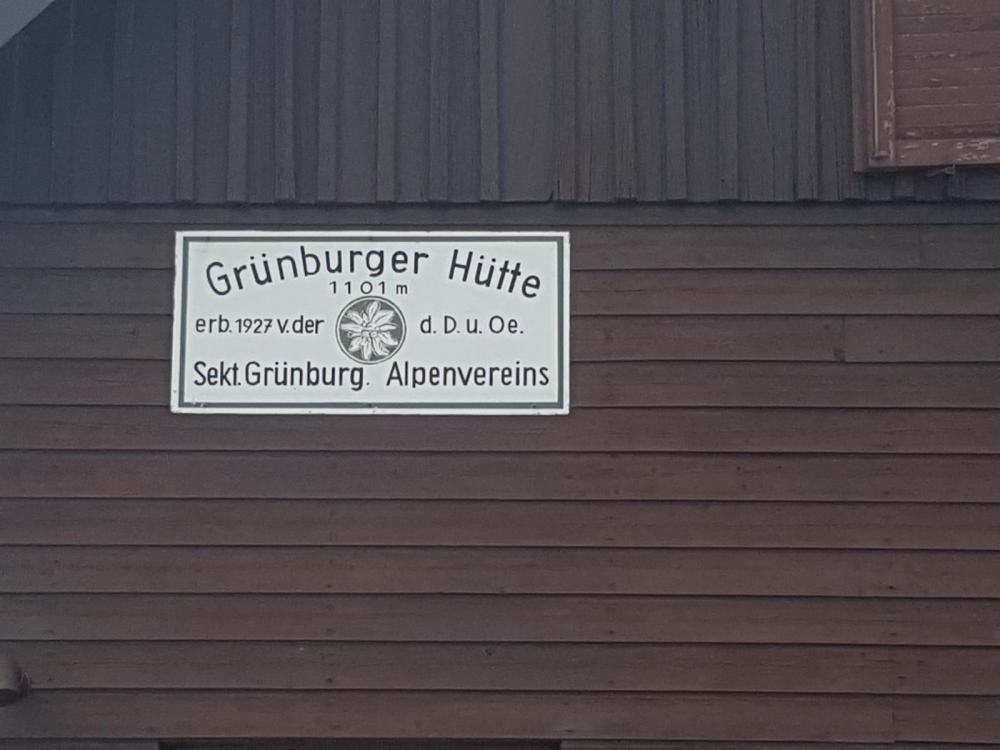 Grünburger Hütte
1101 m
erb. 1927 v. der d. D. u. Oe.
Sekt. Grünburg. Alpenvereins